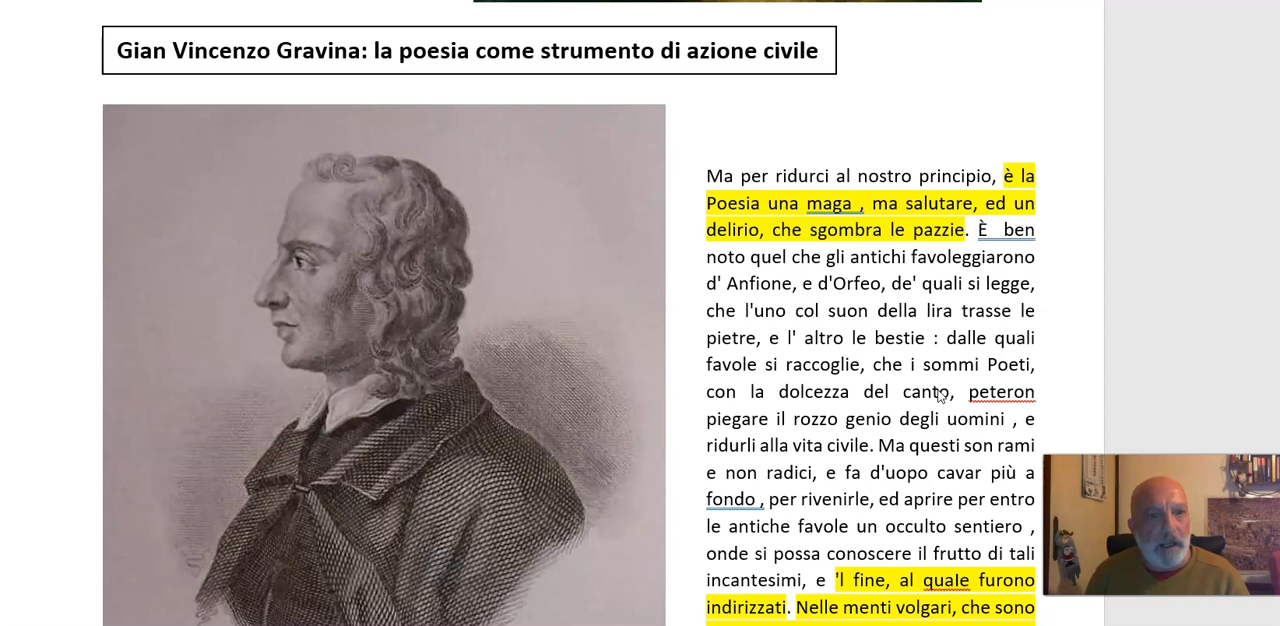 Gian Vincenzo Gravina: la poesia come strumento di azione civile
Ma per ridurci al nostro principio, è la
Poesia una maga , ma salutare, ed un
delirio, che sgombra le pazzie. È ben
noto quel che gli antichi favoleggiarono
d' Anfione, e d'Orfeo, de' quali si legge,
che l'uno col suon della lira trasse le
pietre, e l' altro le bestie : dalle quali
favole si raccoglie, che i sommi Poeti,
con la dolcezza del canto, peteron
piegare il rozzo genio degli uomini , e
ridurli alla vita civile. Ma questi son rami
e non radici, e fa d'uopo cavar più a
fondo , per rivenirle, ed aprire per entro
le antiche favole un occulto sentiero ,
onde si possa conoscere il frutto di tali
incantesimi, e 'l fine, al quale furono
indirizzati. Nelle menti volgari, che sono